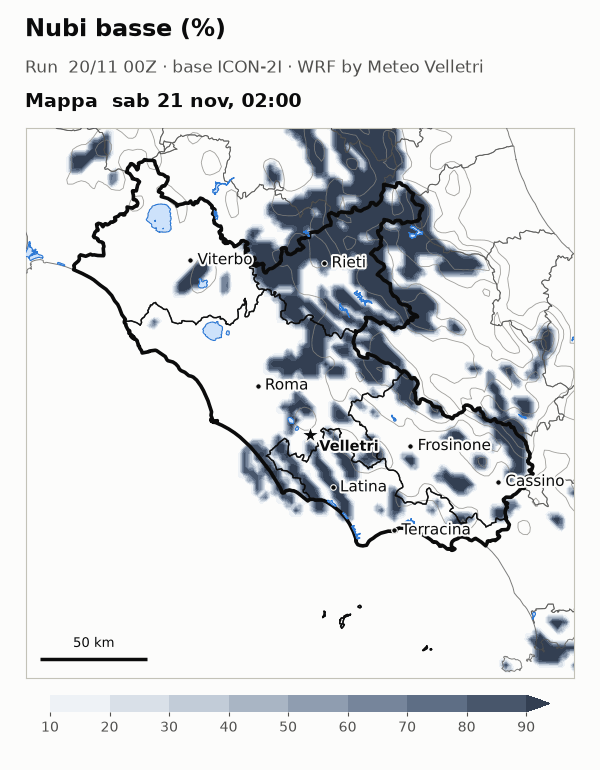 Nubi basse (%)
Run 20/11 00Z · base ICON-2I · WRF by Meteo Velletri
Mappa sab 21 nov, 02:00
Viterbo
Rieti
Roma
Velletri
Frosinone
Cassino
Latina
Terracina
50 km
10 20 30 40 50 60 70 80 90